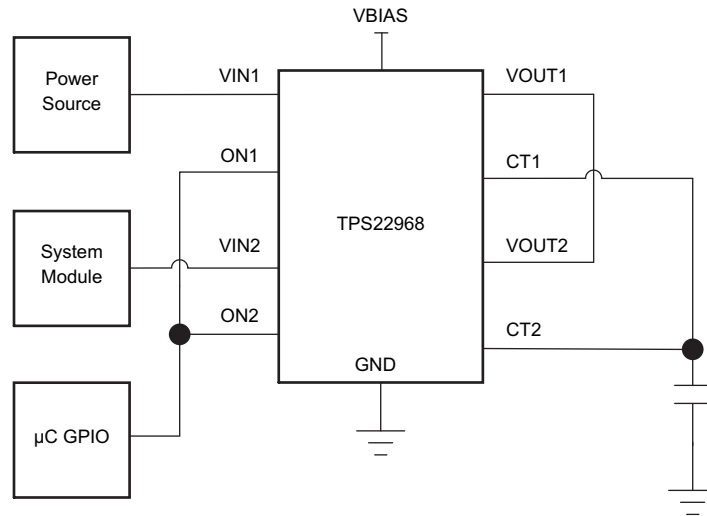 VBIAS
Power
Source
VIN1
VOUT1
ON1
CT1
TPS22968
System
Module
VIN2
VOUT2
ON2
CT2
GND
µC GPIO